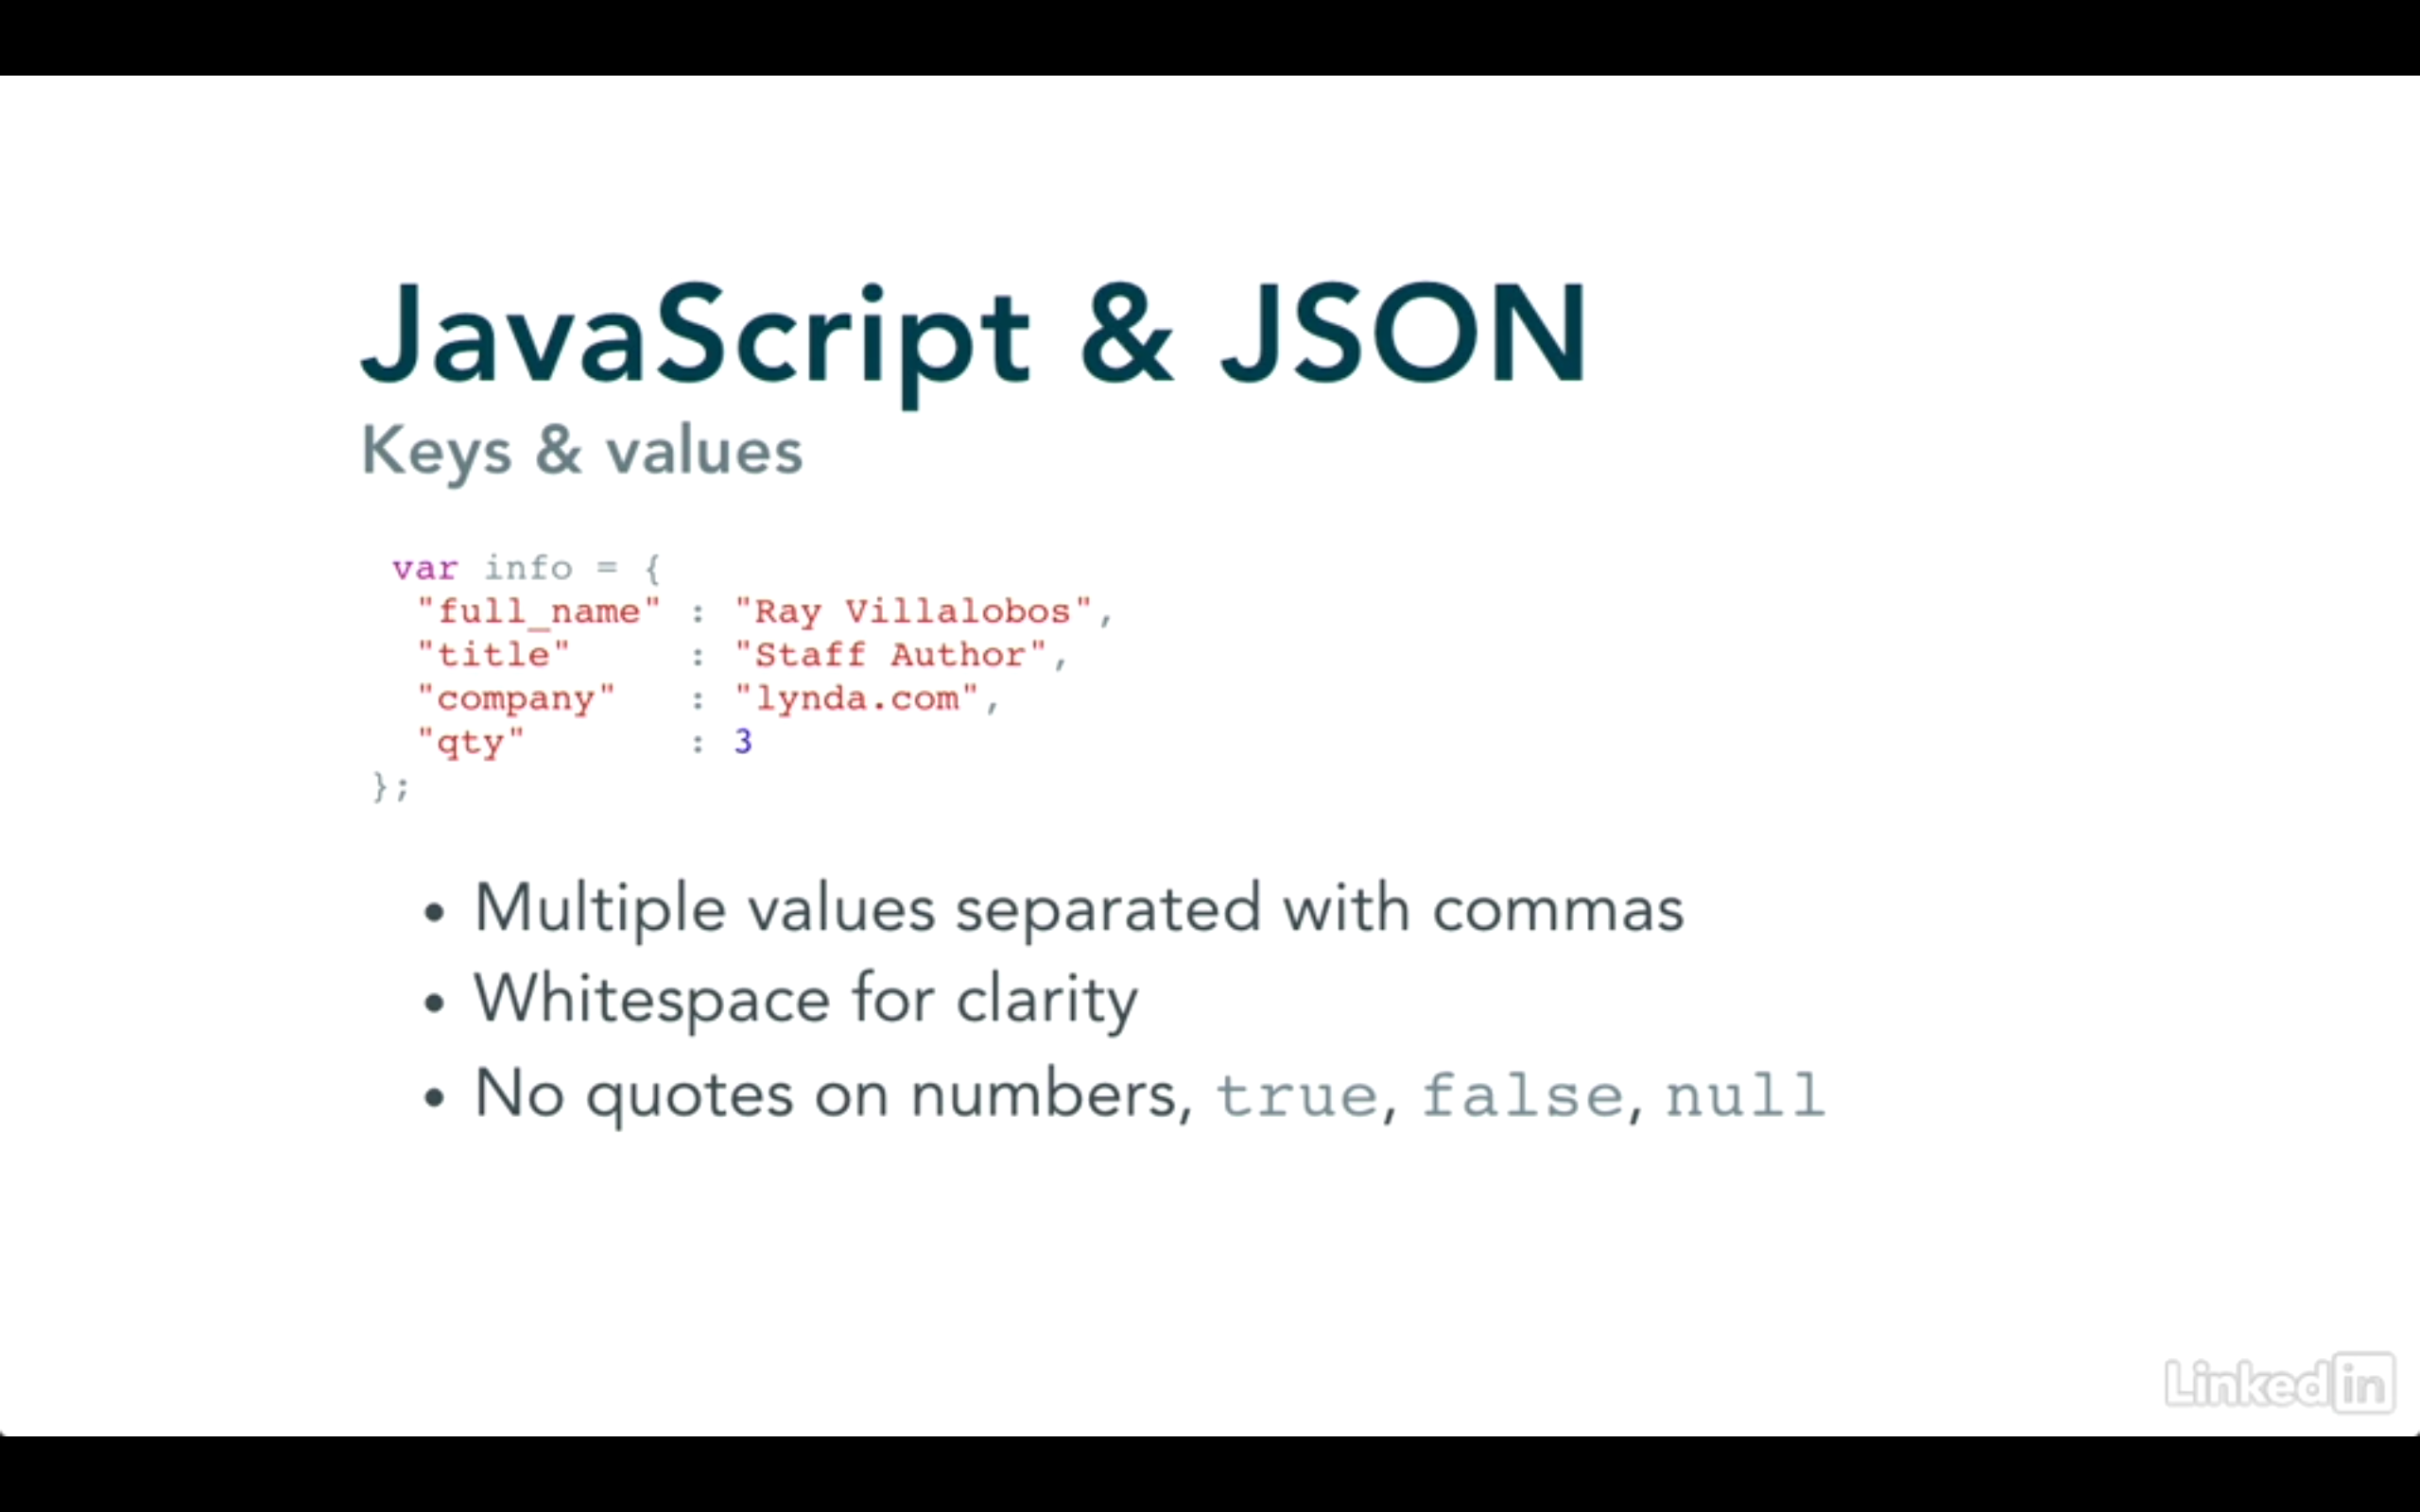 JavaScript & JSON
Keys & values
var info = {
"full_name" : "Ray Villalobos",
"title" : "Staff Author",
"company" : "lynda.com",
"qty" : 3
};
• Multiple values separated with commas
• Whitespace for clarity
• No quotes on numbers, true, false, null
Linkedin